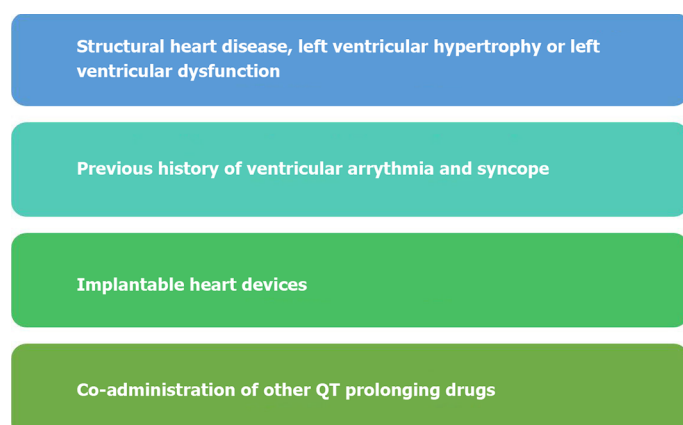 Structural heart disease, left ventricular hypertrophy or left
ventricular dysfunction
Previous history of ventricular arrythmia and syncope
Implantable heart devices
Co-administration of other QT prolonging drugs